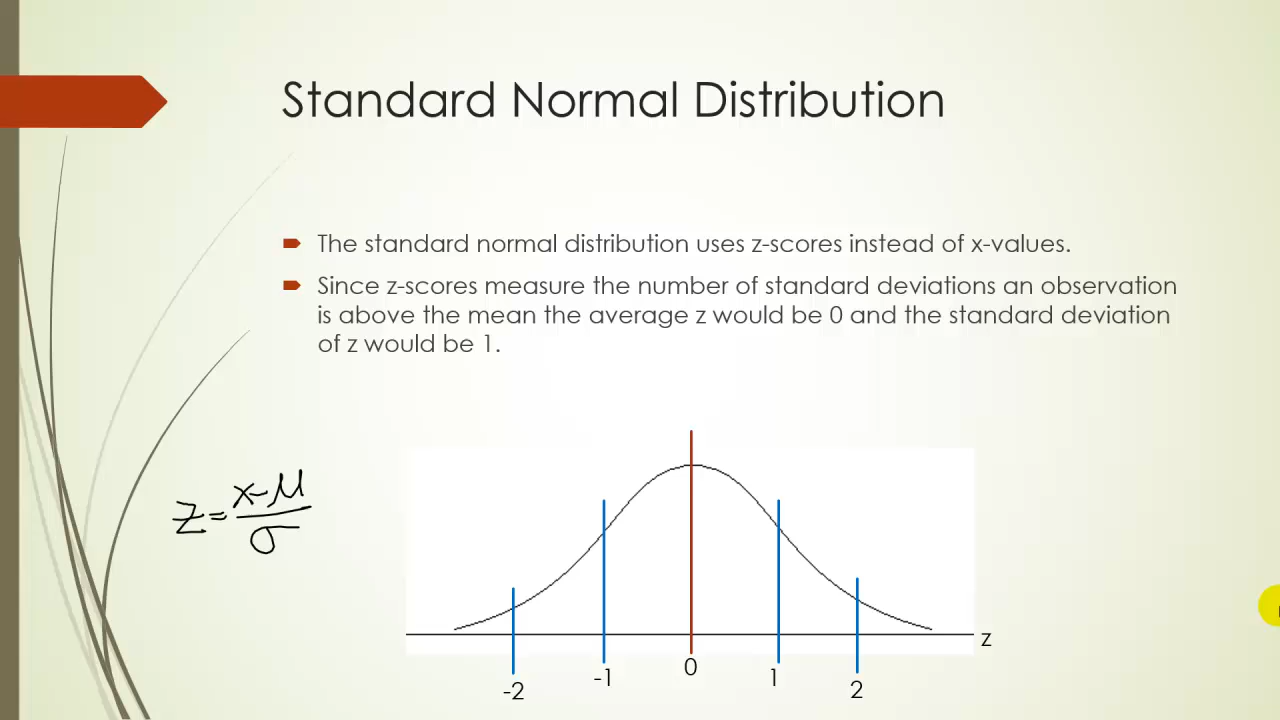 Standard Normal Distribution
The standard normal distribution uses z-scores instead of x-values.
Since z-scores measure the number of standard deviations an observation
is above the mean the average z would be 0 and the standard deviation
of z would be 1.
z = (x-μ)/σ
z
-2 -1 0 1 2